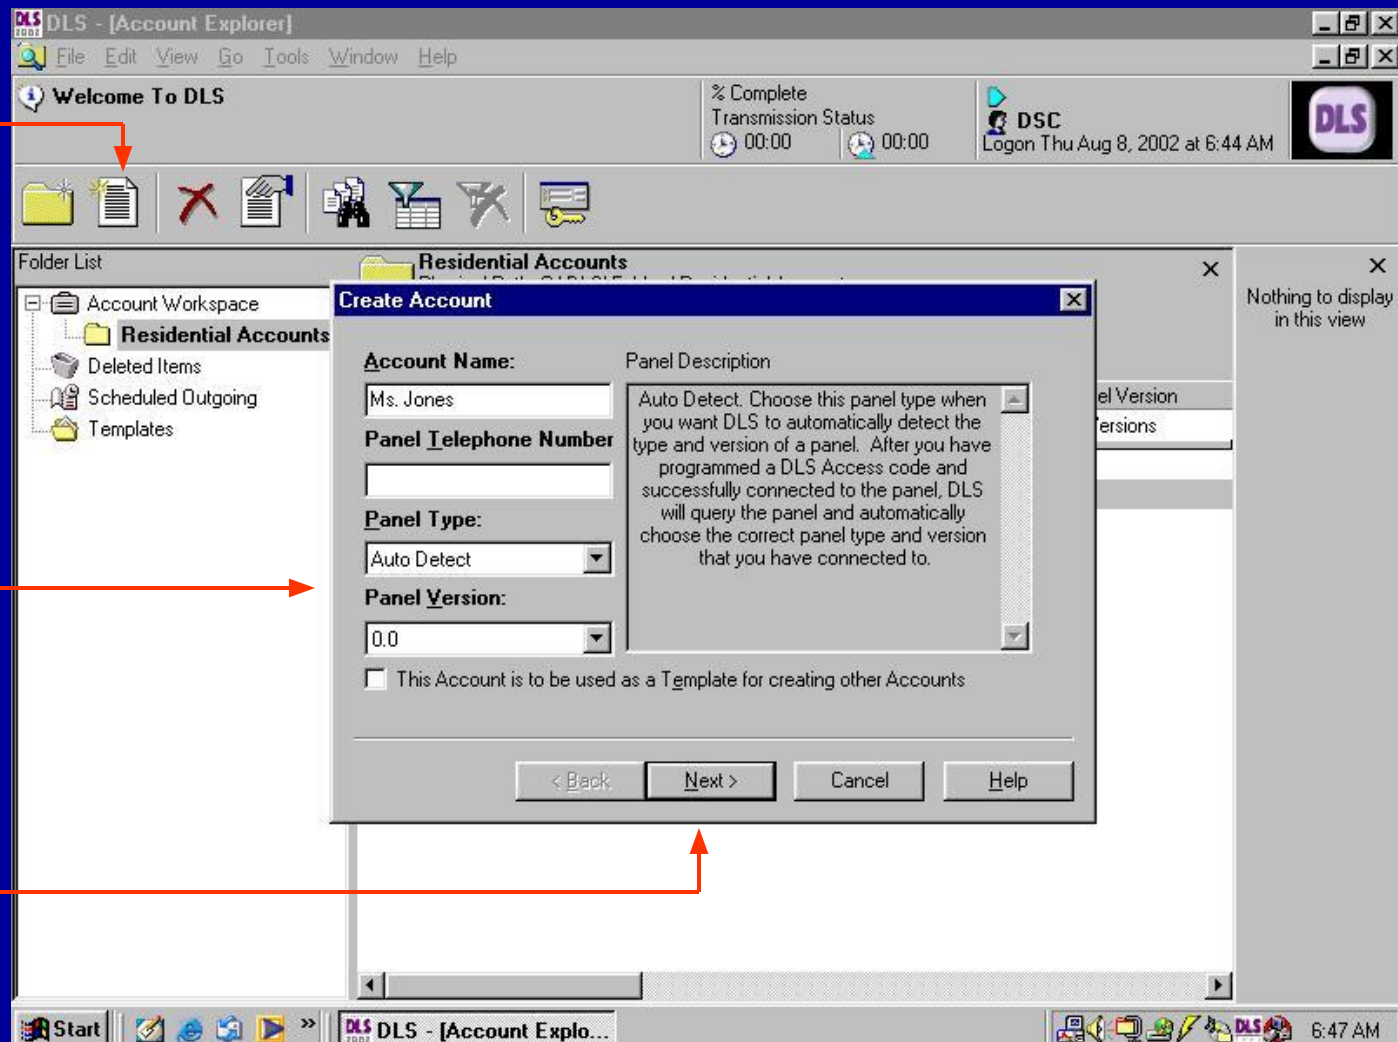 DLS - [Account Explorer]
File Edit View Go Tools Window Help
Welcome To DLS
% Complete
Transmission Status
00:00 00:00
DSC
Logon Thu Aug 8, 2002 at 6:44 AM
DLS
Folder List
Account Workspace
Residential Accounts
Deleted Items
Scheduled Outgoing
Templates
Residential Accounts
Nothing to display
in this view
el Version
ersions
Create Account
Account Name:
Ms. Jones
Panel Telephone Number
Panel Type:
Auto Detect
Panel Version:
0.0
Panel Description
Auto Detect. Choose this panel type when
you want DLS to automatically detect the
type and version of a panel. After you have
programmed a DLS Access code and
successfully connected to the panel, DLS
will query the panel and automatically
choose the correct panel type and version
that you have connected to.
This Account is to be used as a Template for creating other Accounts
< Back Next > Cancel Help
Start
»
DLS - [Account Explo...
DLS
6:47 AM